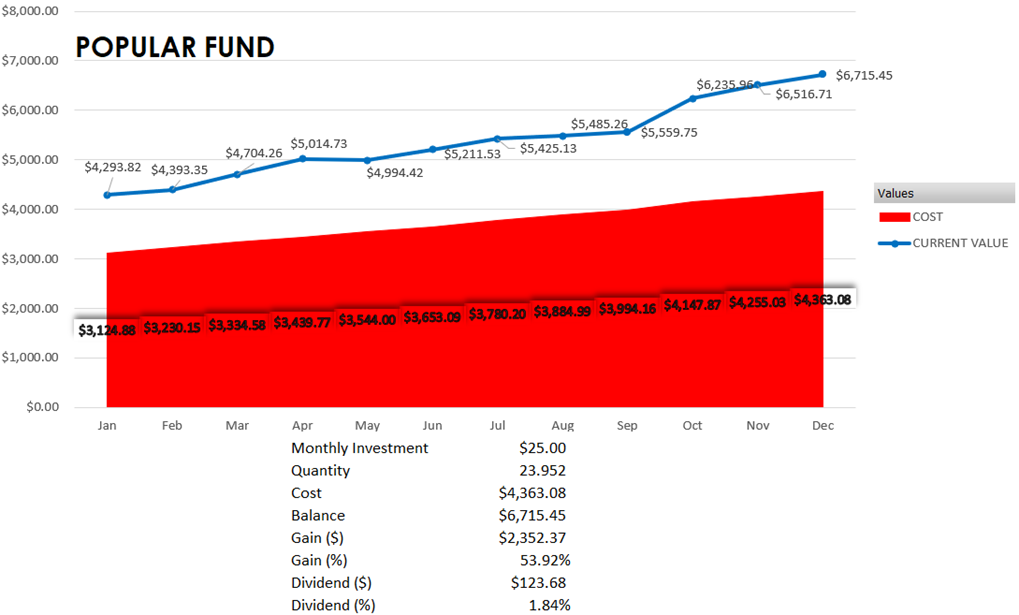 $8,000.00
POPULAR FUND
$7,000.00
$6,000.00
$5,000.00
$4,000.00
$3,000.00
$2,000.00
$1,000.00
$0.00
$4,293.82
$4,393.35
$4,704.26
$5,014.73
$4,994.42
$5,211.53
$5,425.13
$5,485.26
$5,559.75
$6,235.96
$6,516.71
$6,715.45
$3,124.88 $3,230.15 $3,334.58 $3,439.77 $3,544.00 $3,653.09 $3,780.20 $3,884.99 $3,994.16 $4,147.87 $4,255.03 $4,363.08
Jan Feb Mar Apr May Jun Jul Aug Sep Oct Nov Dec
Values
COST
CURRENT VALUE
Monthly Investment $25.00
Quantity 23.952
Cost $4,363.08
Balance $6,715.45
Gain ($) $2,352.37
Gain (%) 53.92%
Dividend ($) $123.68
Dividend (%) 1.84%